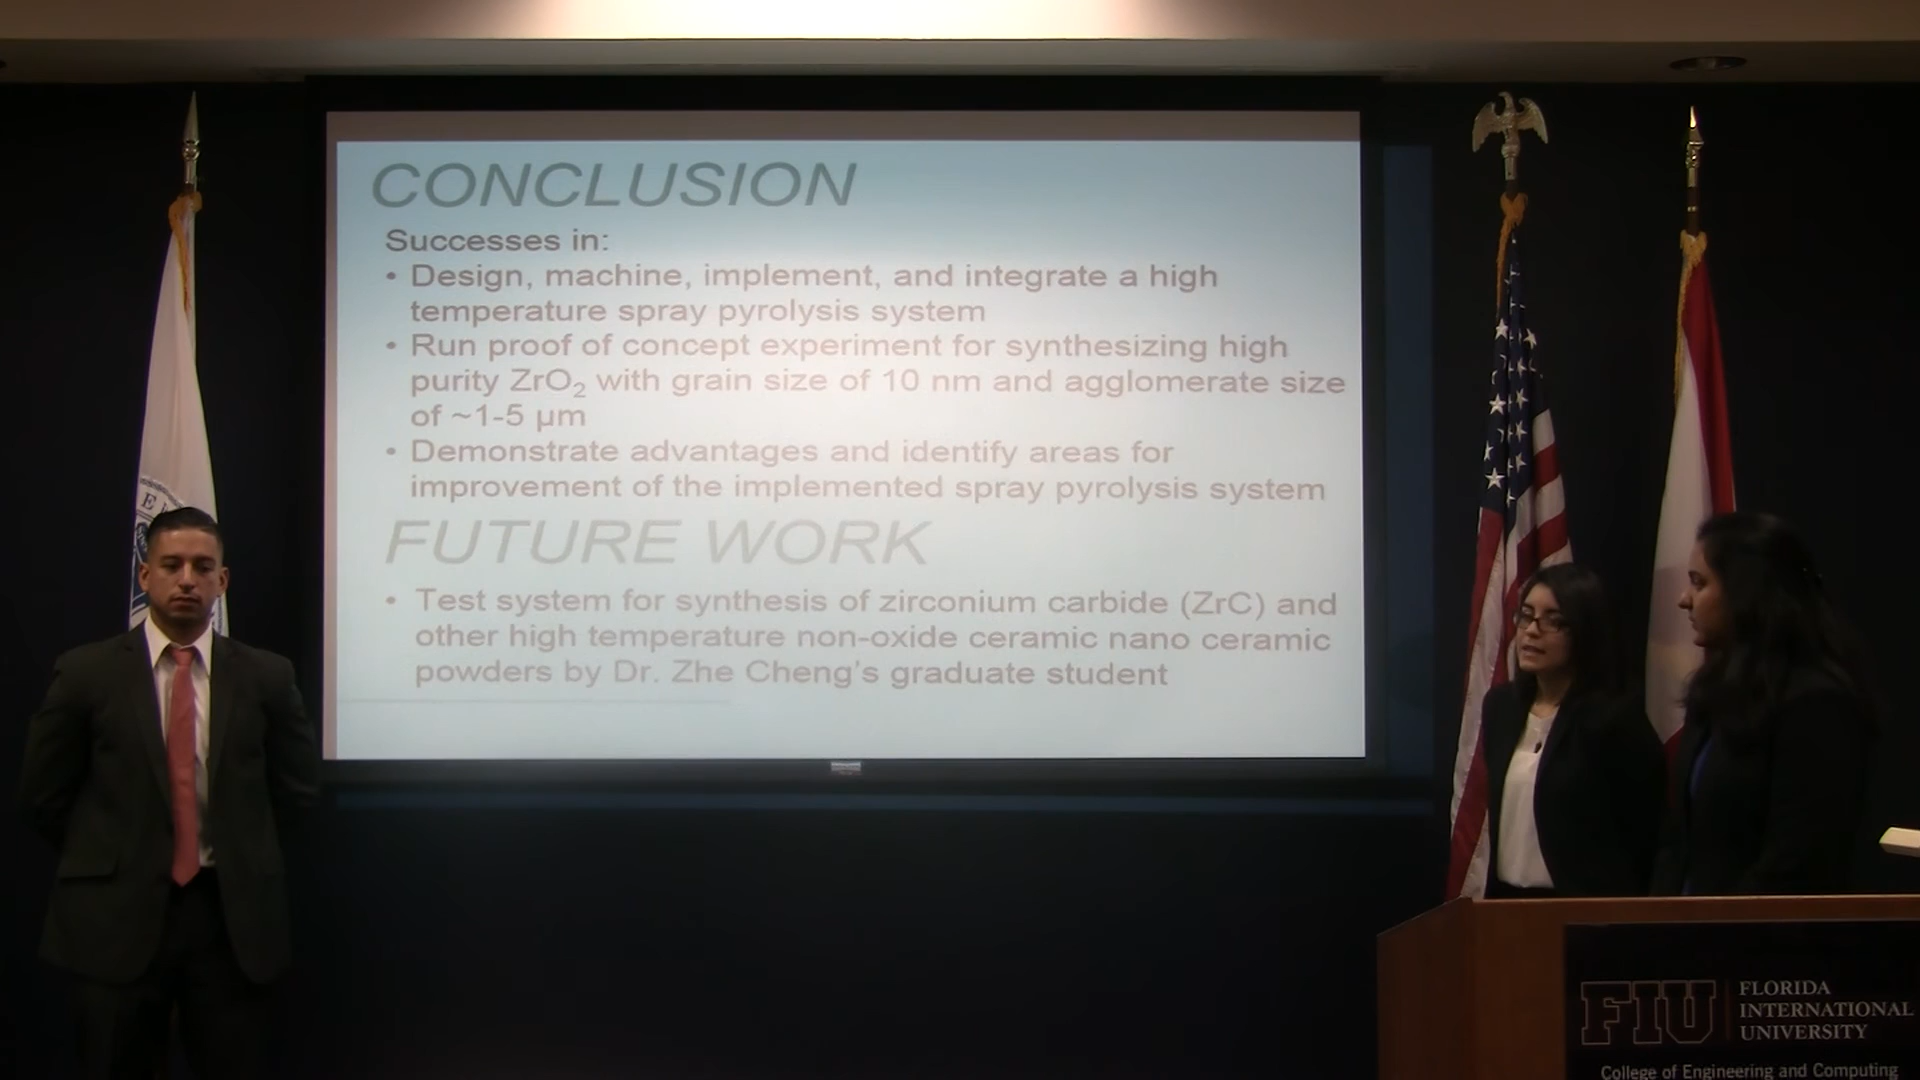 CONCLUSION
Successes in:
• Design, machine, implement, and integrate a high
temperature spray pyrolysis system
• Run proof of concept experiment for synthesizing high
purity ZrO₂ with grain size of 10 nm and agglomerate size
of ~1-5 µm
• Demonstrate advantages and identify areas for
improvement of the implemented spray pyrolysis system
FUTURE WORK
• Test system for synthesis of zirconium carbide (ZrC) and
other high temperature non-oxide ceramic nano ceramic
powders by Dr. Zhe Cheng's graduate student
FIU
FLORIDA
INTERNATIONAL
UNIVERSITY
College of Engineering and Computing